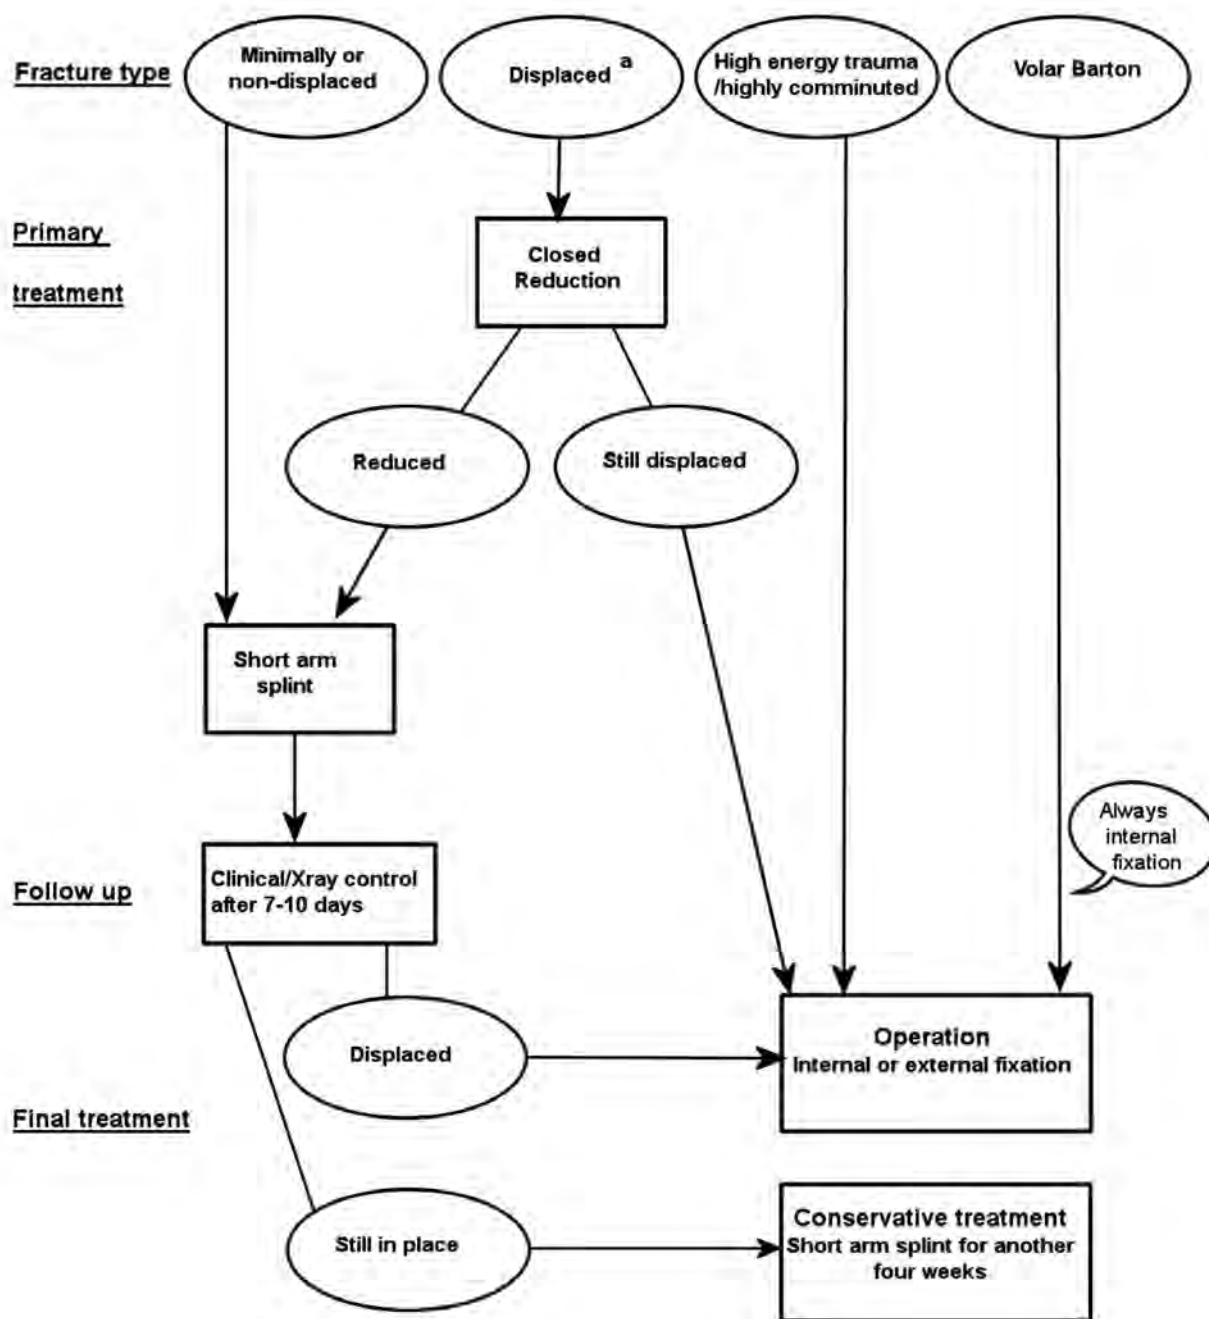 Fracture type
Minimally or
non-displaced
Displaced a
High energy trauma
/highly comminuted
Volar Barton
Primary
treatment
Closed
Reduction
Reduced
Still displaced
Short arm
splint
Always
internal
fixation
Follow up
Clinical/Xray control
after 7-10 days
Operation
Internal or external fixation
Displaced
Final treatment
Conservative treatment
Short arm splint for another
four weeks
Still in place